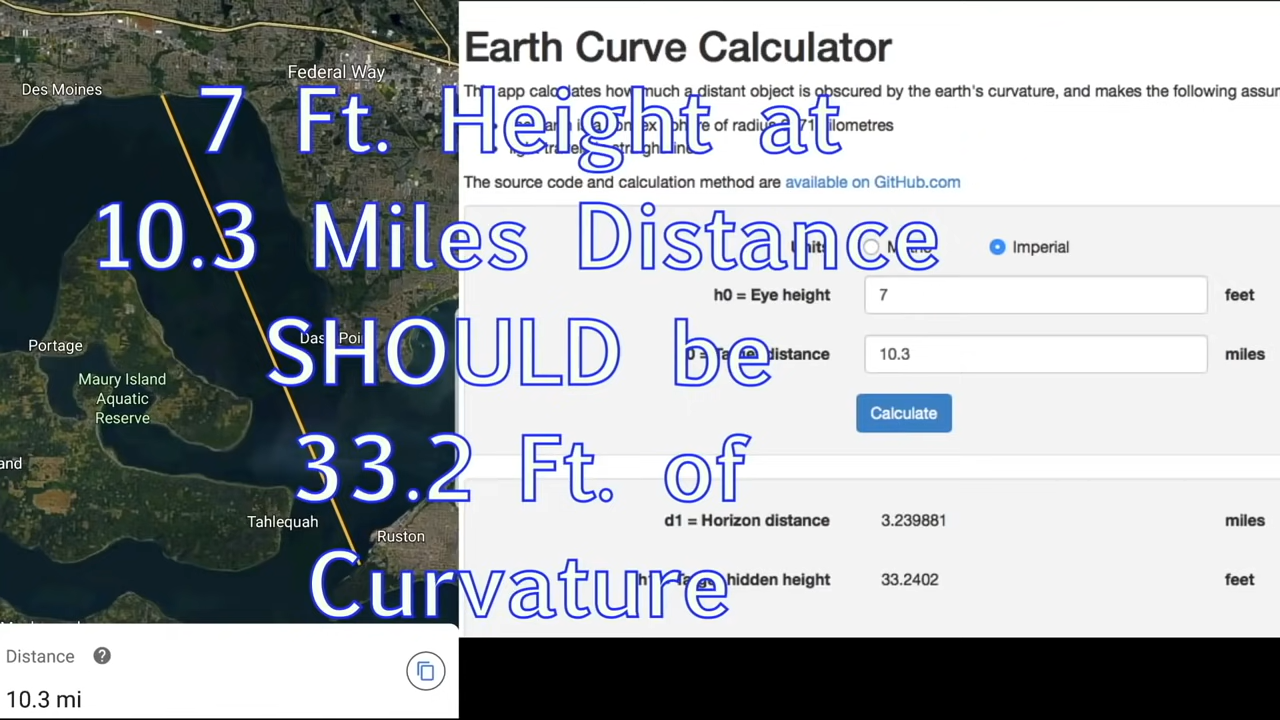 Earth Curve Calculator
Federal Way
Des Moines
7 Ft. Height at
10.3 Miles Distance
SHOULD be
33.2 Ft. of
Curvature
app calculates how much a distant object is obscured by the earth's curvature, and makes the following
kilometres
The source code and calculation method are available on GitHub.com
Units
Imperial
h0 = Eye height 7 feet
Portage
distance 10.3 miles
Maury Island
Aquatic
Reserve
Calculate
Tahlequah
Ruston
d1 = Horizon distance 3.239881 miles
hidden height 33.2402 feet
Distance ?
10.3 mi